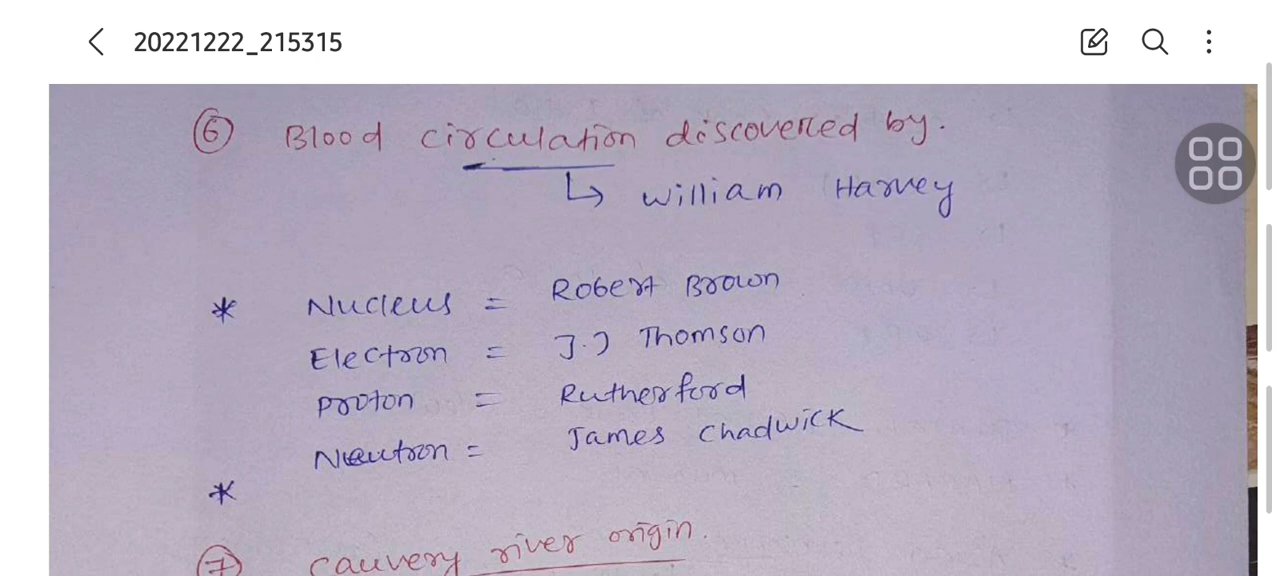 20221222_215315
6 Blood circulation discovered by.
↳ William Harvey
* Nucleus = Robert Brown
Electron = J.J Thomson
Proton = Rutherford
Neutron = James Chadwick
*
7 Cauvery river origin.